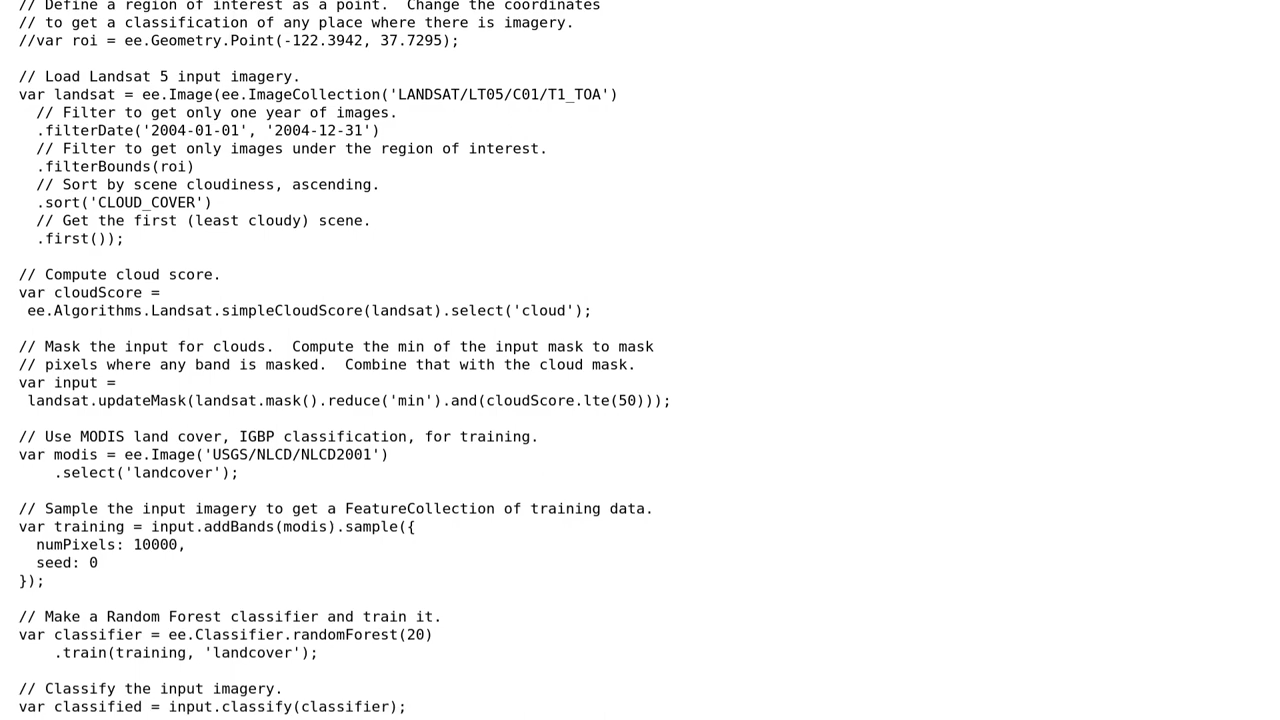 // Define a region of interest as a point.  Change the coordinates
// to get a classification of any place where there is imagery.
//var roi = ee.Geometry.Point(-122.3942, 37.7295);

// Load Landsat 5 input imagery.
var landsat = ee.Image(ee.ImageCollection('LANDSAT/LT05/C01/T1_TOA')
  // Filter to get only one year of images.
  .filterDate('2004-01-01', '2004-12-31')
  // Filter to get only images under the region of interest.
  .filterBounds(roi)
  // Sort by scene cloudiness, ascending.
  .sort('CLOUD_COVER')
  // Get the first (least cloudy) scene.
  .first());

// Compute cloud score.
var cloudScore =
 ee.Algorithms.Landsat.simpleCloudScore(landsat).select('cloud');

// Mask the input for clouds.  Compute the min of the input mask to mask
// pixels where any band is masked.  Combine that with the cloud mask.
var input =
 landsat.updateMask(landsat.mask().reduce('min').and(cloudScore.lte(50)));

// Use MODIS land cover, IGBP classification, for training.
var modis = ee.Image('USGS/NLCD/NLCD2001')
    .select('landcover');

// Sample the input imagery to get a FeatureCollection of training data.
var training = input.addBands(modis).sample({
  numPixels: 10000,
  seed: 0
});

// Make a Random Forest classifier and train it.
var classifier = ee.Classifier.randomForest(20)
    .train(training, 'landcover');

// Classify the input imagery.
var classified = input.classify(classifier);